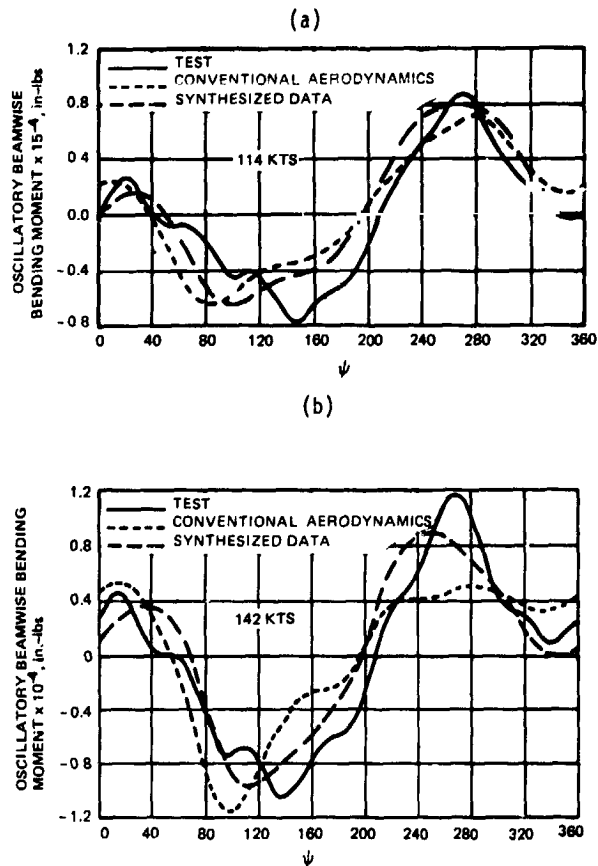 (a)
OSCILLATORY BEAMWISE
BENDING MOMENT x 15⁻⁴, in-lbs
1.2
0.8
0.4
0.0
-0.4
-0.8
TEST
CONVENTIONAL AERODYNAMICS
SYNTHESIZED DATA
114 KTS
0 40 80 120 160 200 240 280 320 360
ψ
(b)
OSCILLATORY BEAMWISE BENDING
MOMENT x 10⁻⁴, in-lbs
1.2
0.8
0.4
0
-0.4
-0.8
-1.2
TEST
CONVENTIONAL AERODYNAMICS
SYNTHESIZED DATA
142 KTS
0 40 80 120 160 200 240 280 320 360
ψ